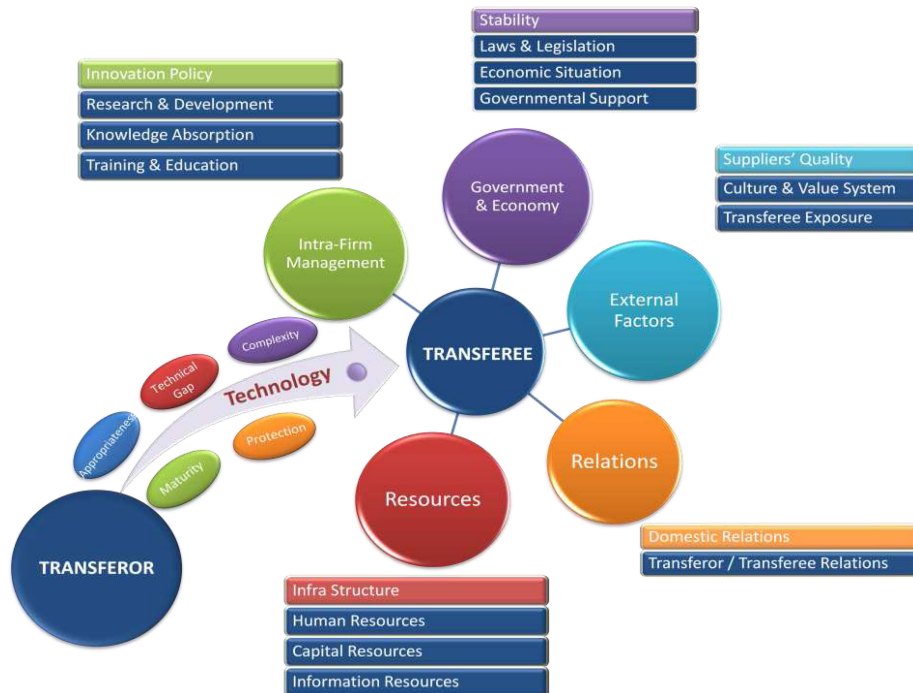 Stability
Laws & Legislation
Economic Situation
Governmental Support
Innovation Policy
Research & Development
Knowledge Absorption
Training & Education
Suppliers' Quality
Culture & Value System
Transferee Exposure
Government
& Economy
Intra-Firm
Management
External
Factors
TRANSFEREE
Complexity
Technical
Gap
Technology
Appropriateness
Protection
Maturity
Relations
Resources
TRANSFEROR
Domestic Relations
Transferor / Transferee Relations
Infra Structure
Human Resources
Capital Resources
Information Resources